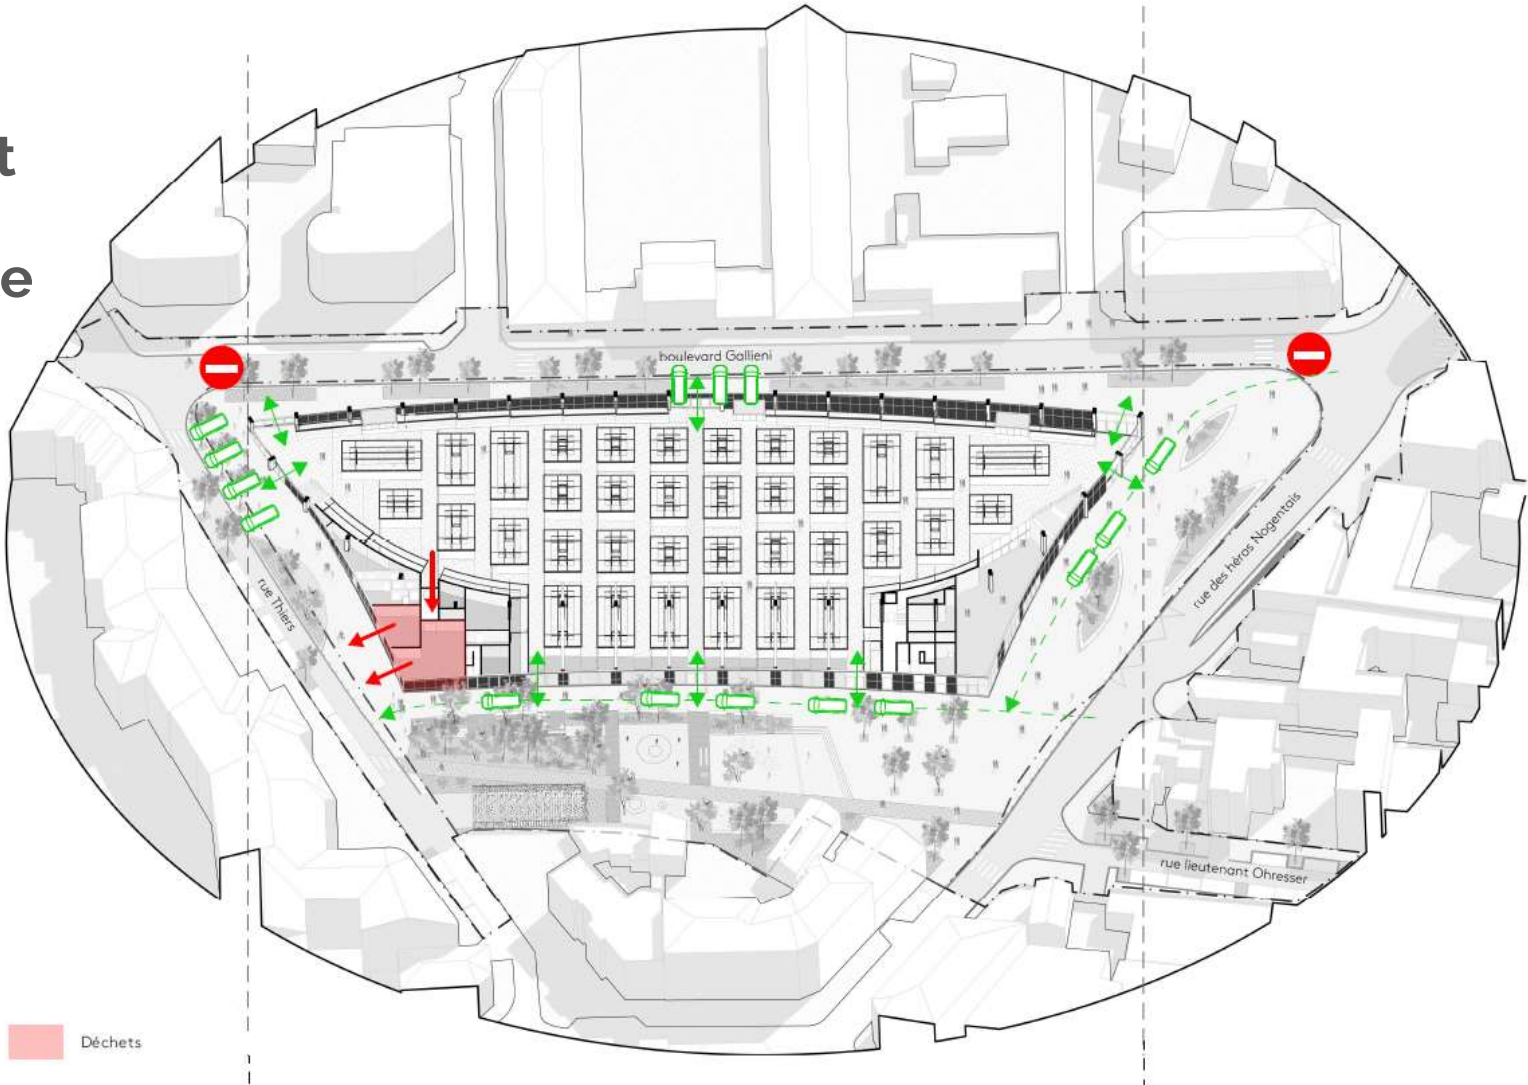 t
e
boulevard Gallieni
rue des héros Nogentais
rue Thiers
rue lieutenant Ohresser
Déchets